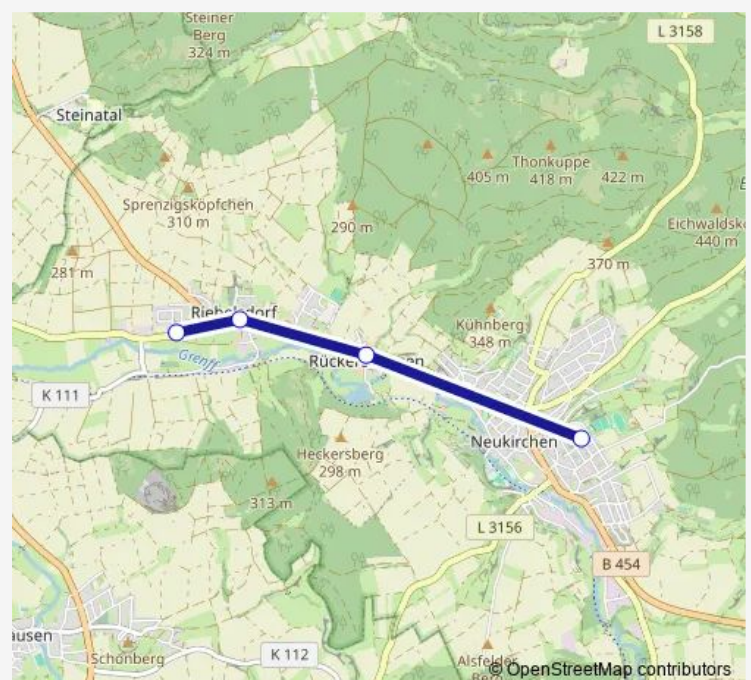 Steiner
Berg
324 m
L 3158
Steinatal
405 m
Thonkuppe
418 m
422 m
Sprenzigsköpfchen
310 m
290 m
281 m
440 m
370 m
Kühnberg
348 m
Grenff
K 111
Neukirchen
Heckersberg
298 m
313 m
L 3156
B 454
Schönberg
K 112
© OpenStreetMap contributors